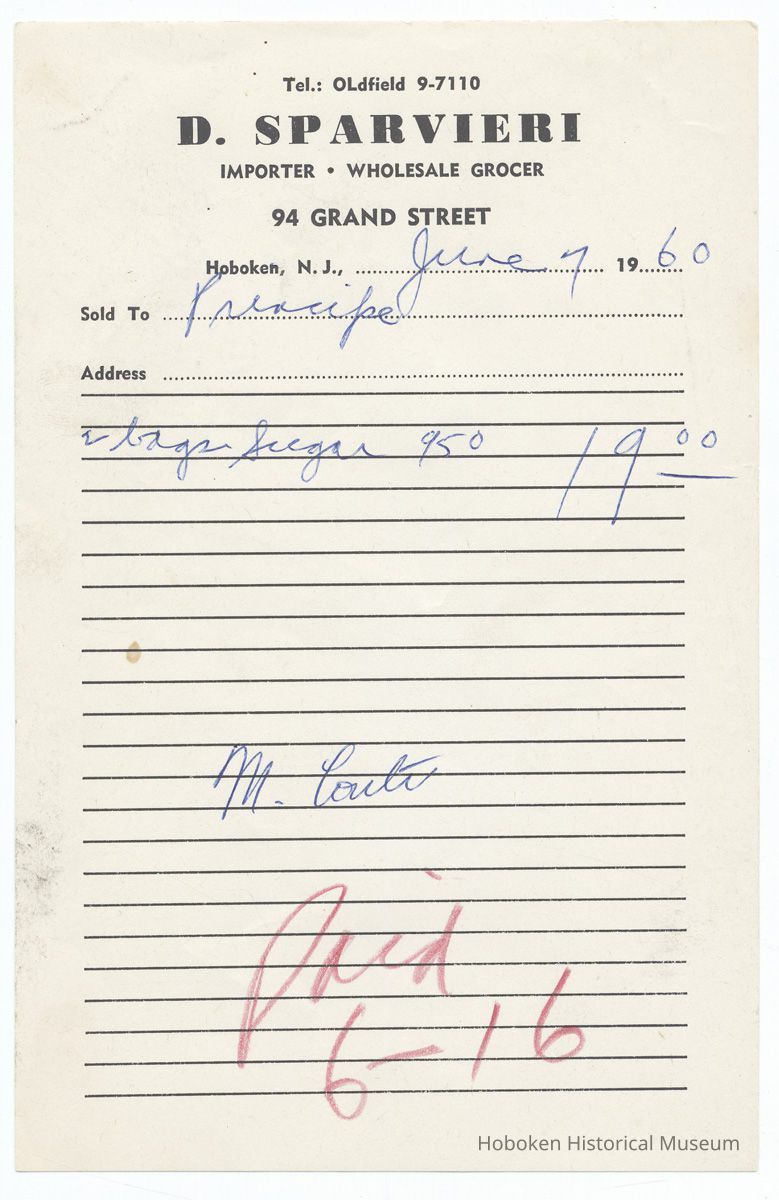 Tel.: OLdfield 9-7110
D. SPARVIERI
IMPORTER • WHOLESALE GROCER
94 GRAND STREET
Hoboken, N. J., June 7 1960
Sold To Principe
Address
2 bags Sugar 950 19 00
M. Conti
Paid
6-16
Hoboken Historical Museum